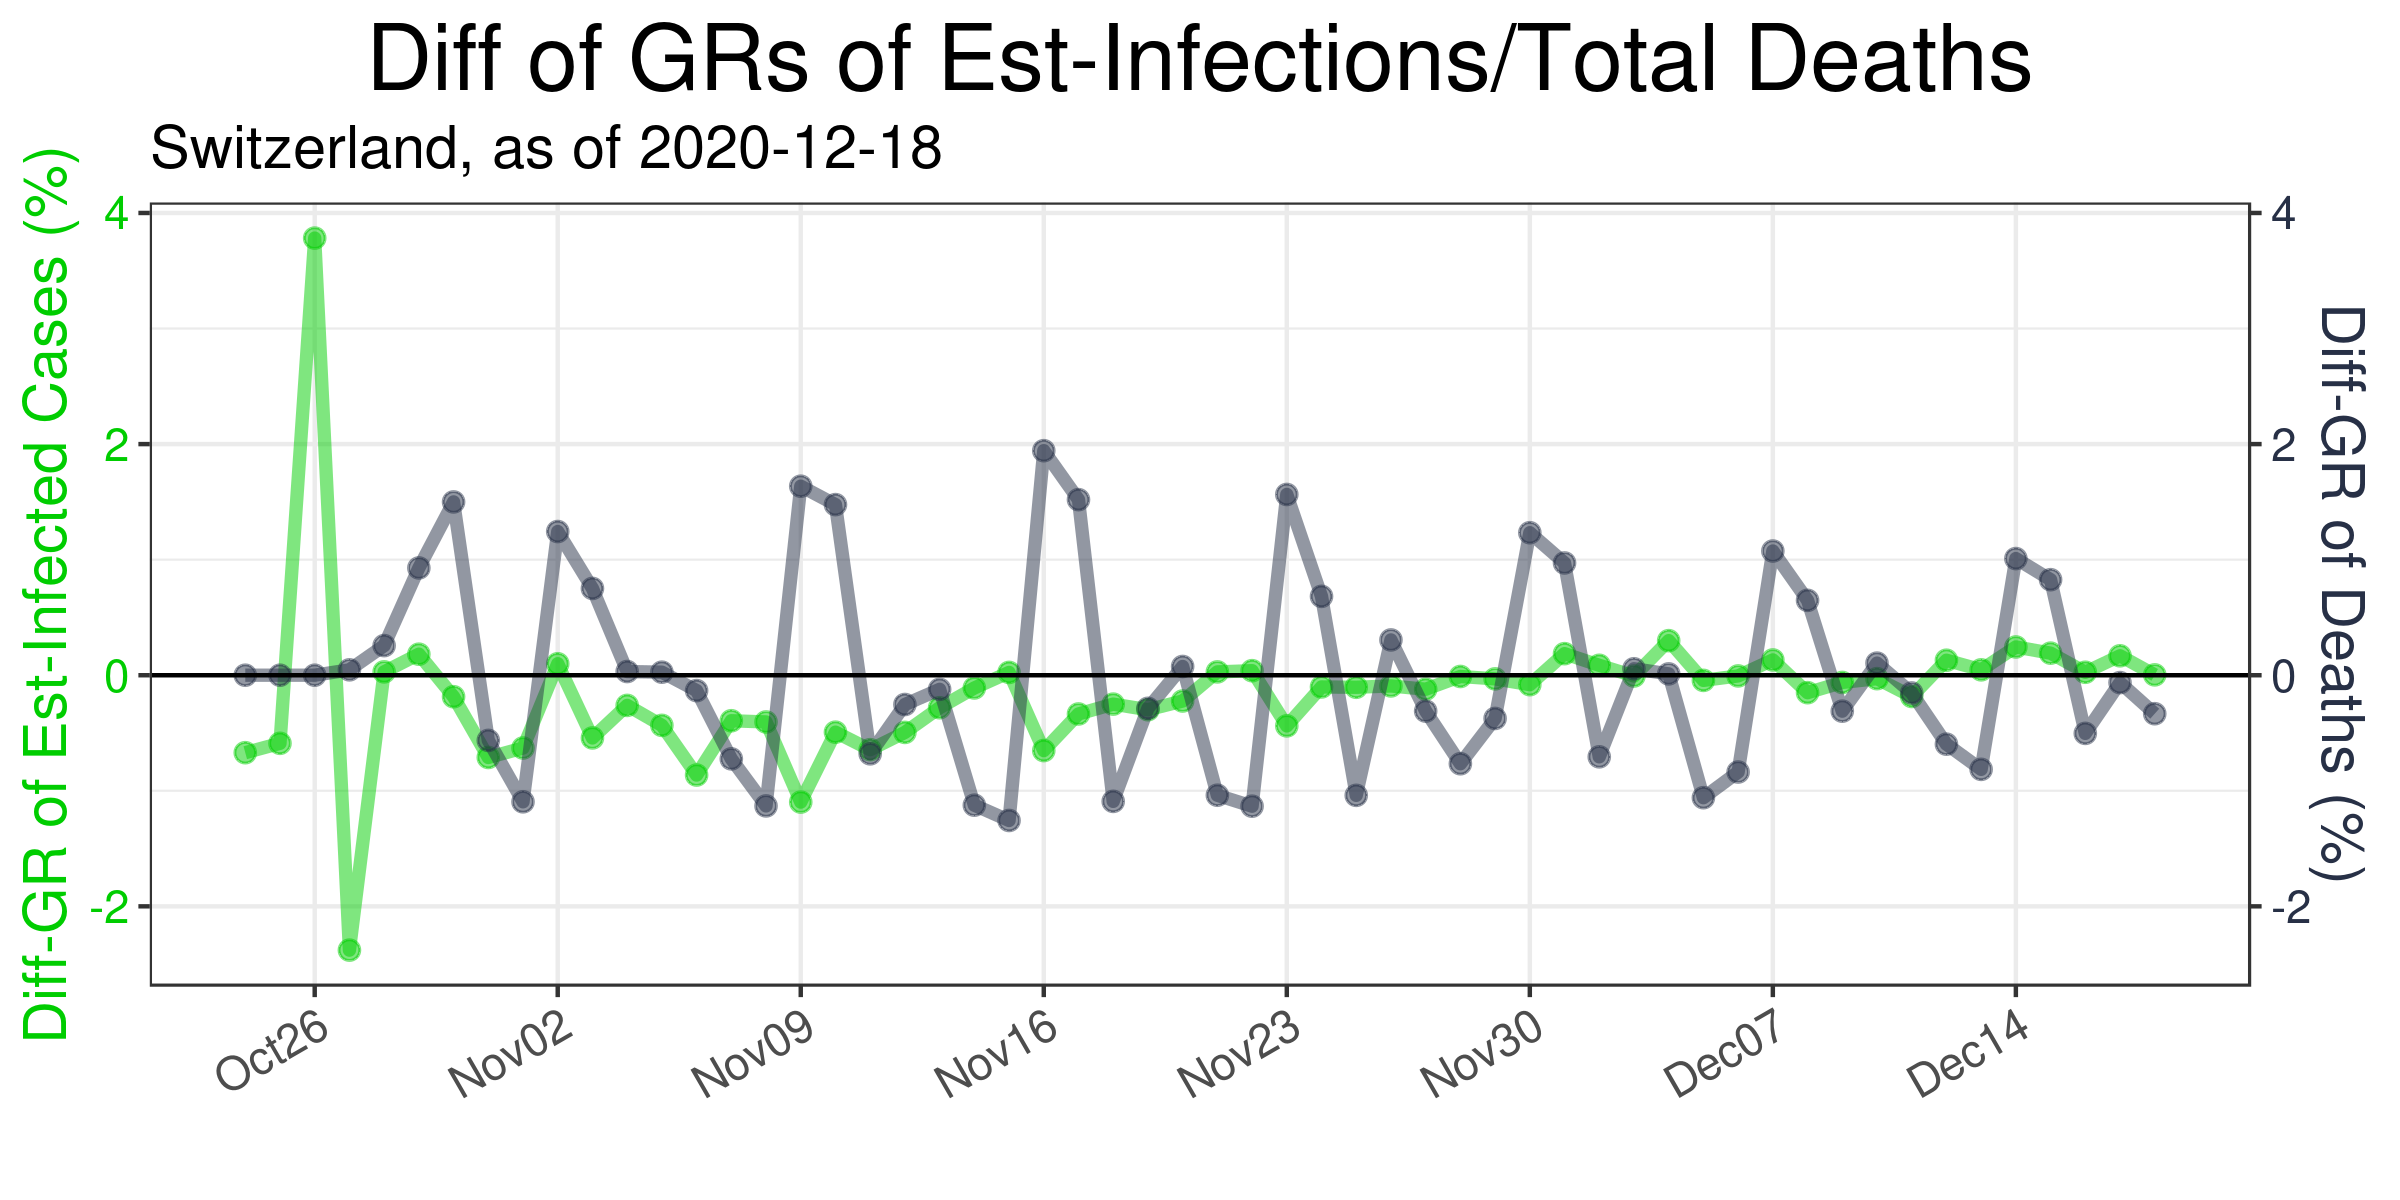 Diff of GRs of Est-Infections/Total Deaths
Switzerland, as of 2020-12-18
Diff-GR of Est-Infected Cases (%)
4
2
0
-2
4
2
0
-2
Diff-GR of Deaths (%)
Oct26
Nov02
Nov09
Nov16
Nov23
Nov30
Dec07
Dec14